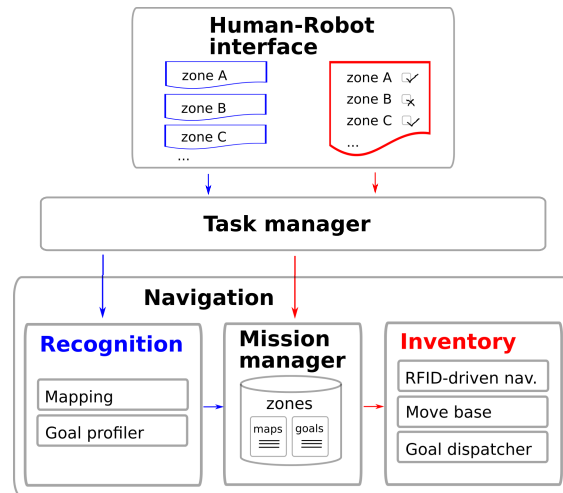 Human-Robot
interface
zone A
zone B
zone C
...
zone A
zone B
zone C
...
Task manager
Navigation
Recognition
Mapping
Goal profiler
Mission
manager
zones
maps goals
Inventory
RFID-driven nav.
Move base
Goal dispatcher